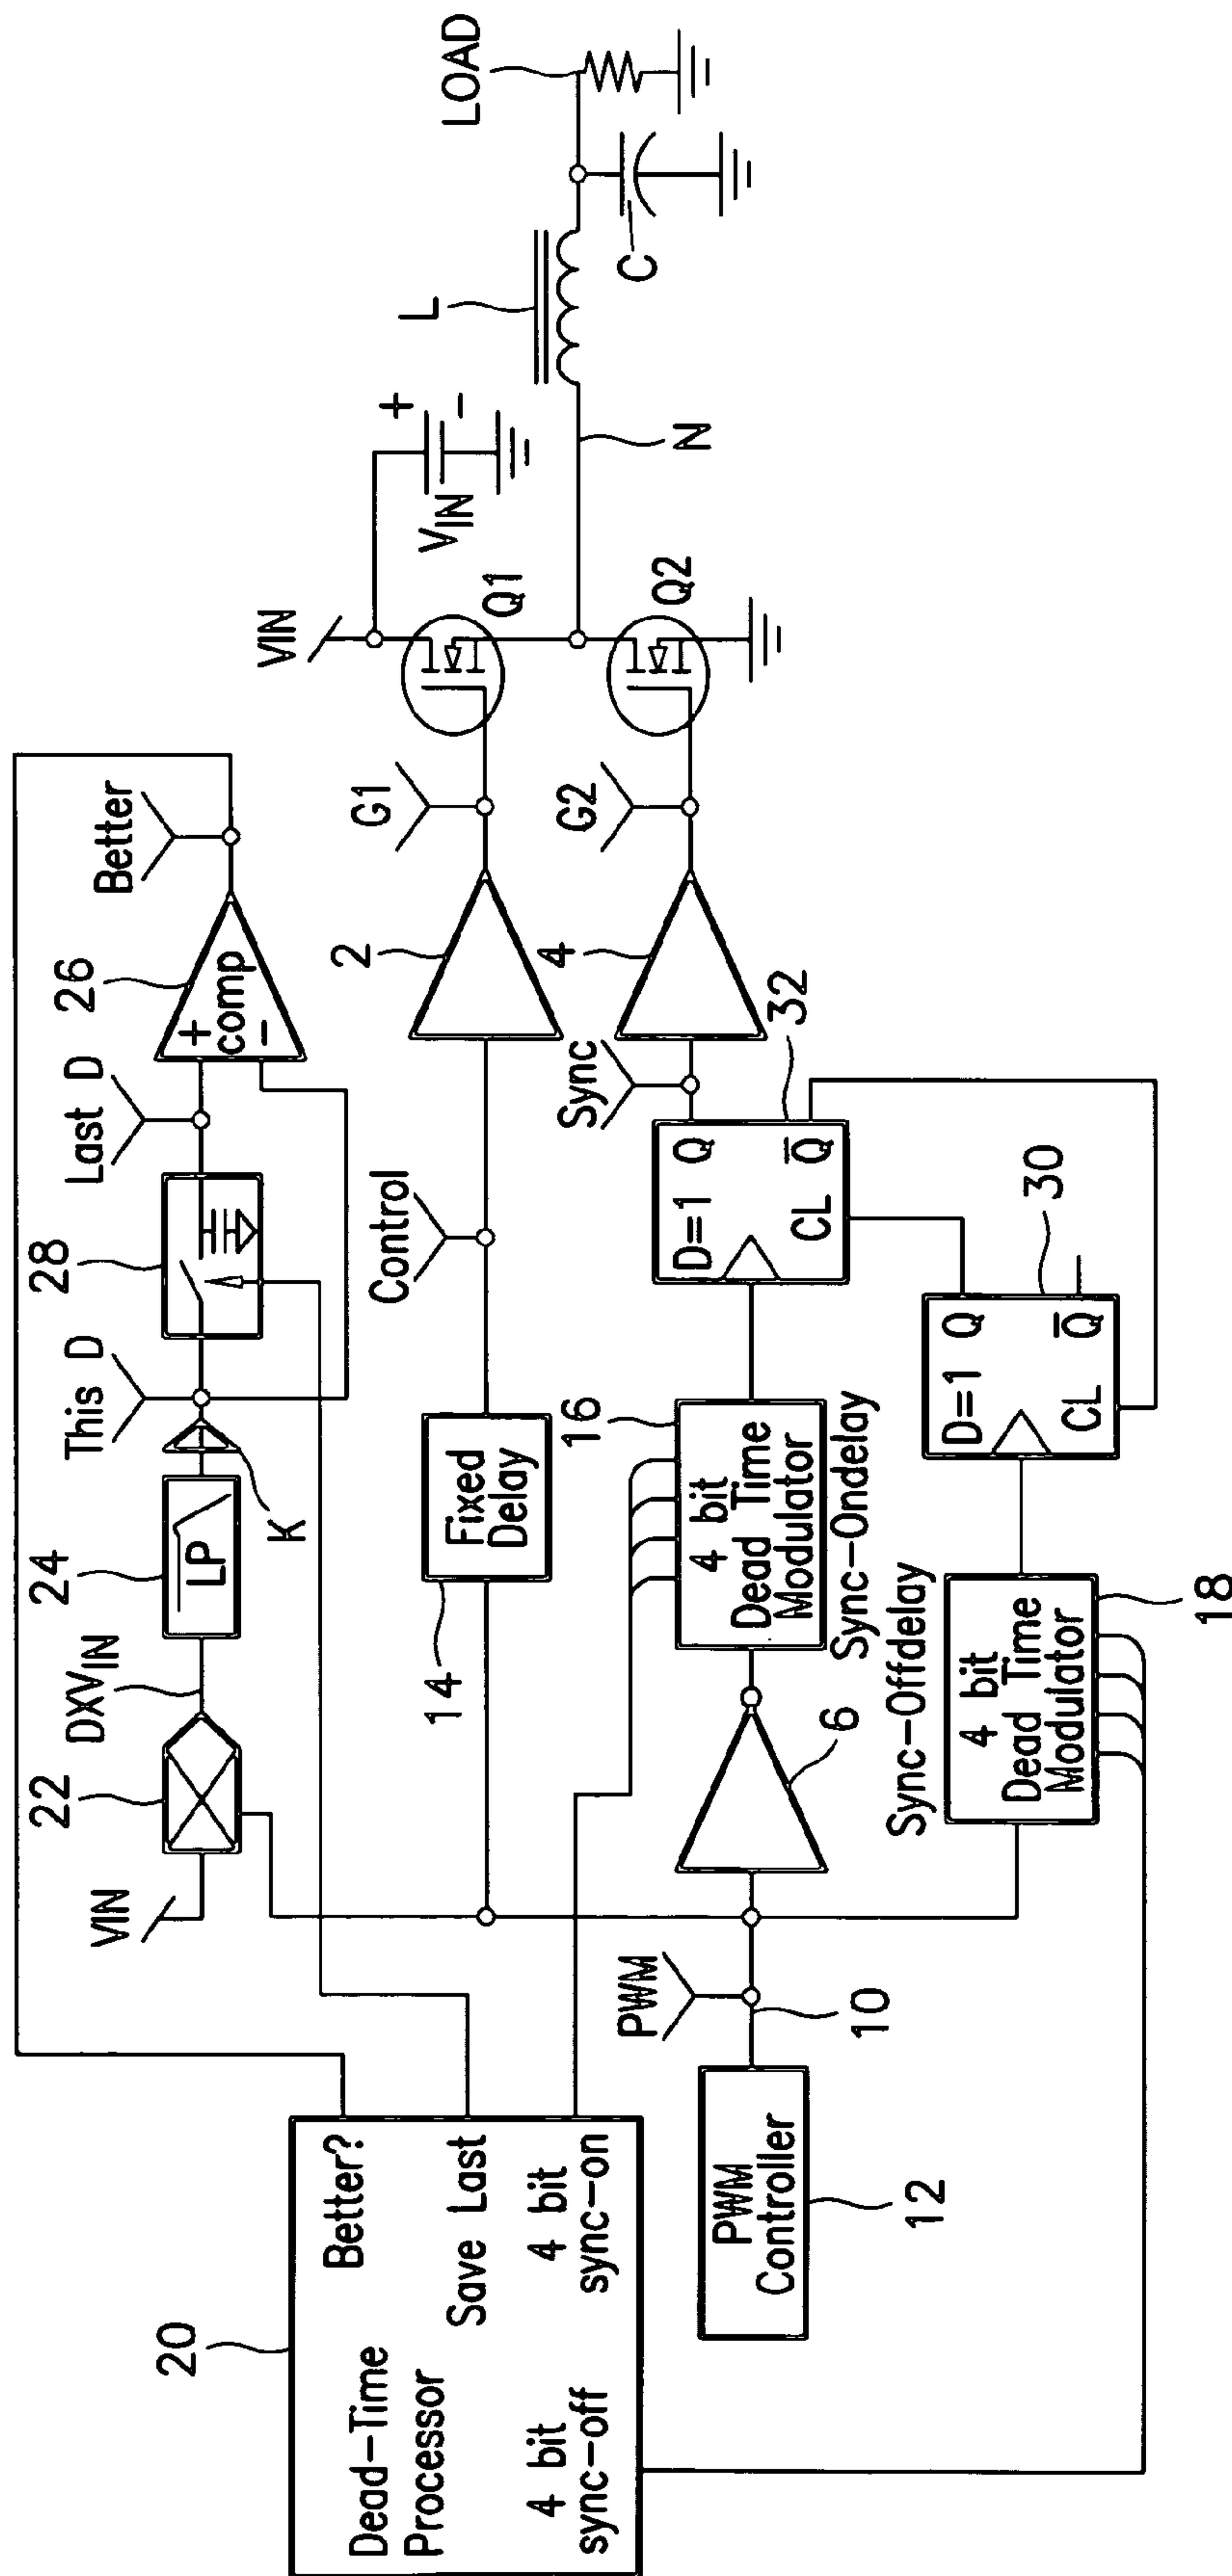 20
Dead-Time
Processor
Better?
Save Last
4 bit
sync-off
4 bit
sync-on
VIN
22
DXVIN
24
LP
K
This D
28
Last D
26
+
comp
-
Better
PWM
Controller
12
PWM
10
14
Fixed
Delay
Control
2
G1
VIN
Q1
VIN
+
-
6
16
4 bit
Dead Time
Modulator
Sync-Ondelay
D=1
Q
Q
CL
32
Sync
4
G2
Q2
N
L
C
LOAD
Sync-Offdelay
4 bit
Dead Time
Modulator
18
D=1
Q
Q
CL
30